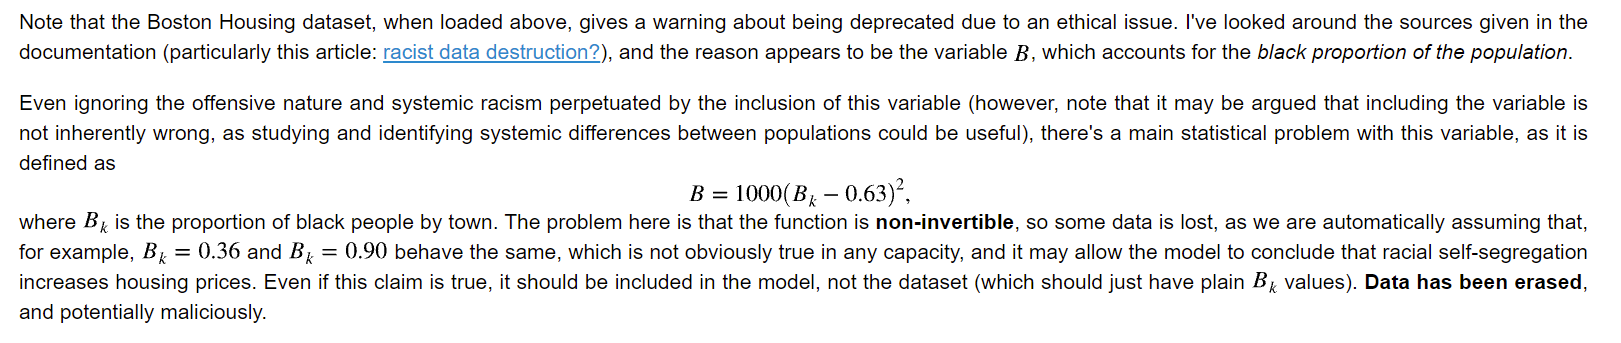 Note that the Boston Housing dataset, when loaded above, gives a warning about being deprecated due to an ethical issue. I've looked around the sources given in the
documentation (particularly this article: racist data destruction?), and the reason appears to be the variable B, which accounts for the black proportion of the population.
Even ignoring the offensive nature and systemic racism perpetuated by the inclusion of this variable (however, note that it may be argued that including the variable is
not inherently wrong, as studying and identifying systemic differences between populations could be useful), there's a main statistical problem with this variable, as it is
defined as
B = 1000(Bₖ − 0.63)²,
where Bₖ is the proportion of black people by town. The problem here is that the function is non-invertible, so some data is lost, as we are automatically assuming that,
for example, Bₖ = 0.36 and Bₖ = 0.90 behave the same, which is not obviously true in any capacity, and it may allow the model to conclude that racial self-segregation
increases housing prices. Even if this claim is true, it should be included in the model, not the dataset (which should just have plain Bₖ values). Data has been erased,
and potentially maliciously.